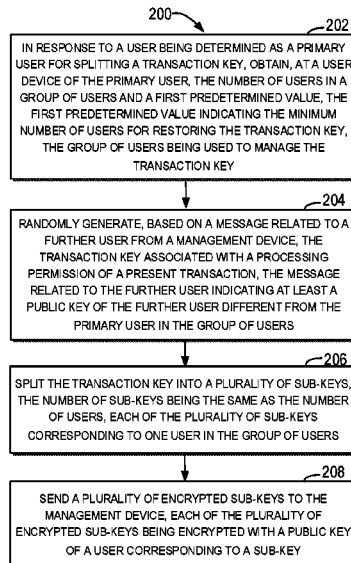 200
202
IN RESPONSE TO A USER BEING DETERMINED AS A PRIMARY
USER FOR SPLITTING A TRANSACTION KEY, OBTAIN, AT A USER
DEVICE OF THE PRIMARY USER, THE NUMBER OF USERS IN A
GROUP OF USERS AND A FIRST PREDETERMINED VALUE, THE
FIRST PREDETERMINED VALUE INDICATING THE MINIMUM
NUMBER OF USERS FOR RESTORING THE TRANSACTION KEY,
THE GROUP OF USERS BEING USED TO MANAGE THE
TRANSACTION KEY
204
RANDOMLY GENERATE, BASED ON A MESSAGE RELATED TO A
FURTHER USER FROM A MANAGEMENT DEVICE, THE
TRANSACTION KEY ASSOCIATED WITH A PROCESSING
PERMISSION OF A PRESENT TRANSACTION, THE MESSAGE
RELATED TO THE FURTHER USER INDICATING AT LEAST A
PUBLIC KEY OF THE FURTHER USER DIFFERENT FROM THE
PRIMARY USER IN THE GROUP OF USERS
206
SPLIT THE TRANSACTION KEY INTO A PLURALITY OF SUB-KEYS,
THE NUMBER OF SUB-KEYS BEING THE SAME AS THE NUMBER
OF USERS, EACH OF THE PLURALITY OF SUB-KEYS
CORRESPONDING TO ONE USER IN THE GROUP OF USERS
208
SEND A PLURALITY OF ENCRYPTED SUB-KEYS TO THE
MANAGEMENT DEVICE, EACH OF THE PLURALITY OF
ENCRYPTED SUB-KEYS BEING ENCRYPTED WITH A PUBLIC KEY
OF A USER CORRESPONDING TO A SUB-KEY